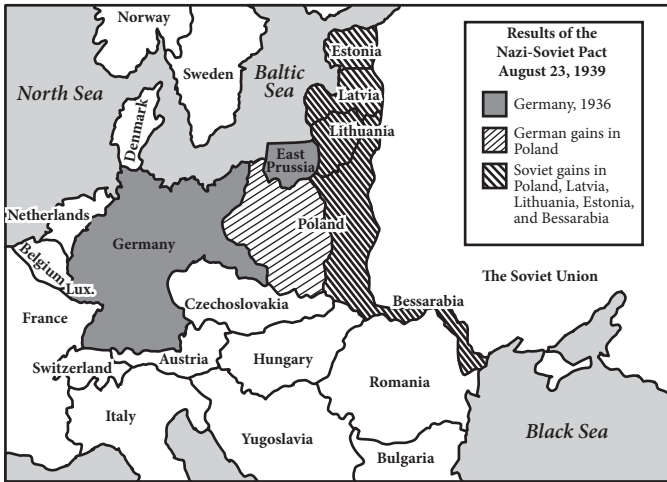 Norway
Sweden
North Sea
Baltic
Sea
Denmark
Estonia
Latvia
Lithuania
East
Prussia
Netherlands
Belgium
Lux.
Germany
Poland
Czechoslovakia
France
Switzerland
Austria
Hungary
Italy
Yugoslavia
Romania
Bulgaria
Bessarabia
The Soviet Union
Black Sea
Results of the
Nazi-Soviet Pact
August 23, 1939
Germany, 1936
German gains in
Poland
Soviet gains in
Poland, Latvia,
Lithuania, Estonia,
and Bessarabia